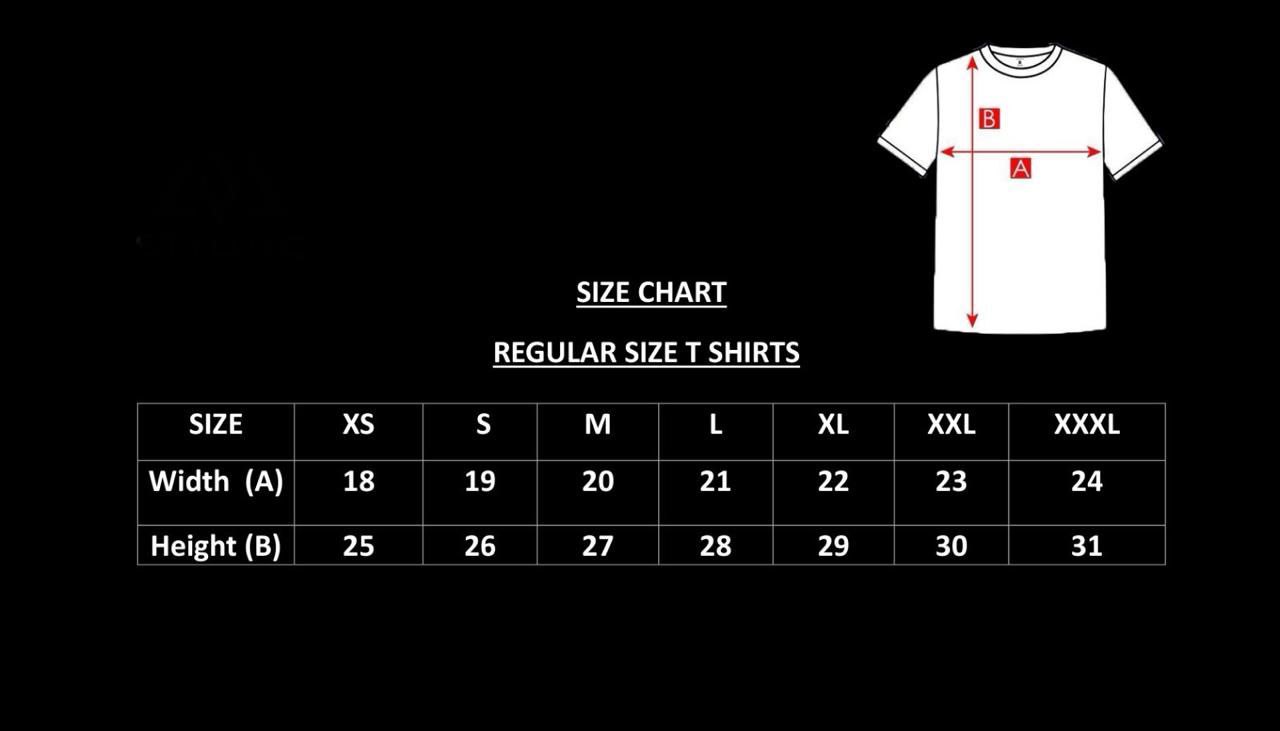 B
A
SIZE CHART
REGULAR SIZE T SHIRTS
SIZE XS S M L XL XXL XXXL
Width (A) 18 19 20 21 22 23 24
Height (B) 25 26 27 28 29 30 31